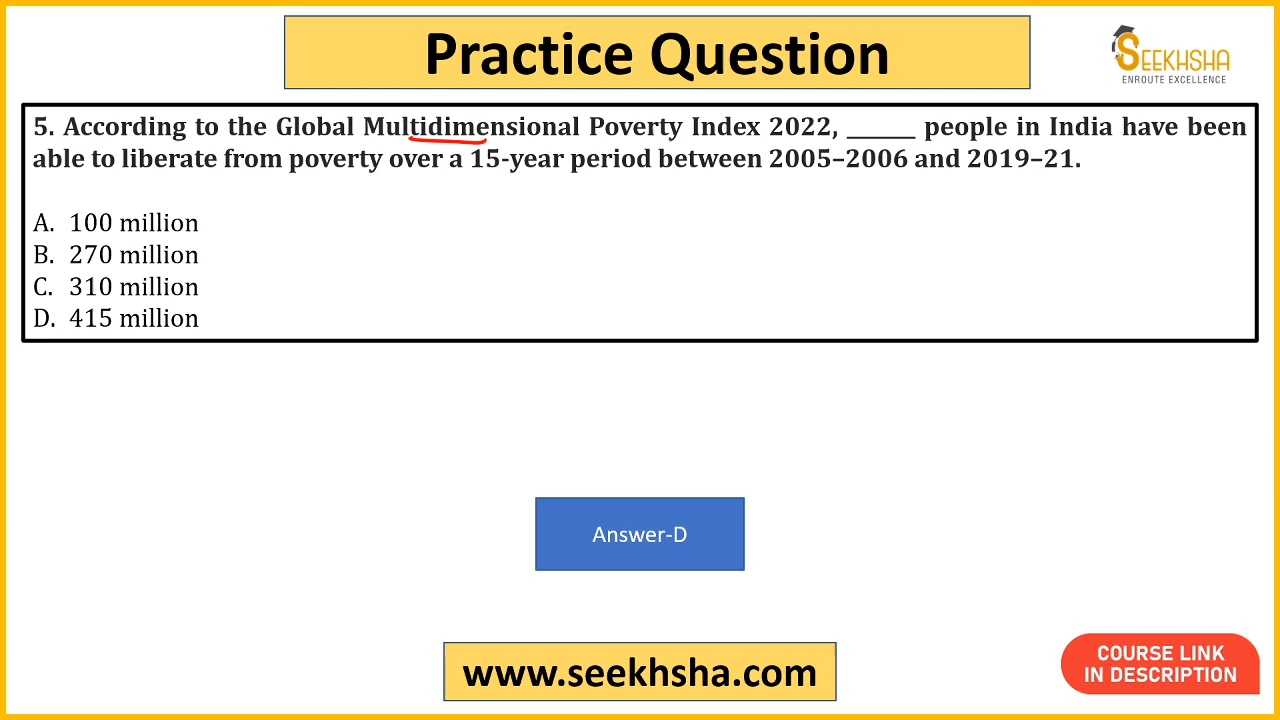 Practice Question
SEEKHSHA
ENROUTE EXCELLENCE
5. According to the Global Multidimensional Poverty Index 2022, ______ people in India have been
able to liberate from poverty over a 15-year period between 2005–2006 and 2019–21.
A. 100 million
B. 270 million
C. 310 million
D. 415 million
Answer-D
www.seekhsha.com
COURSE LINK
IN DESCRIPTION